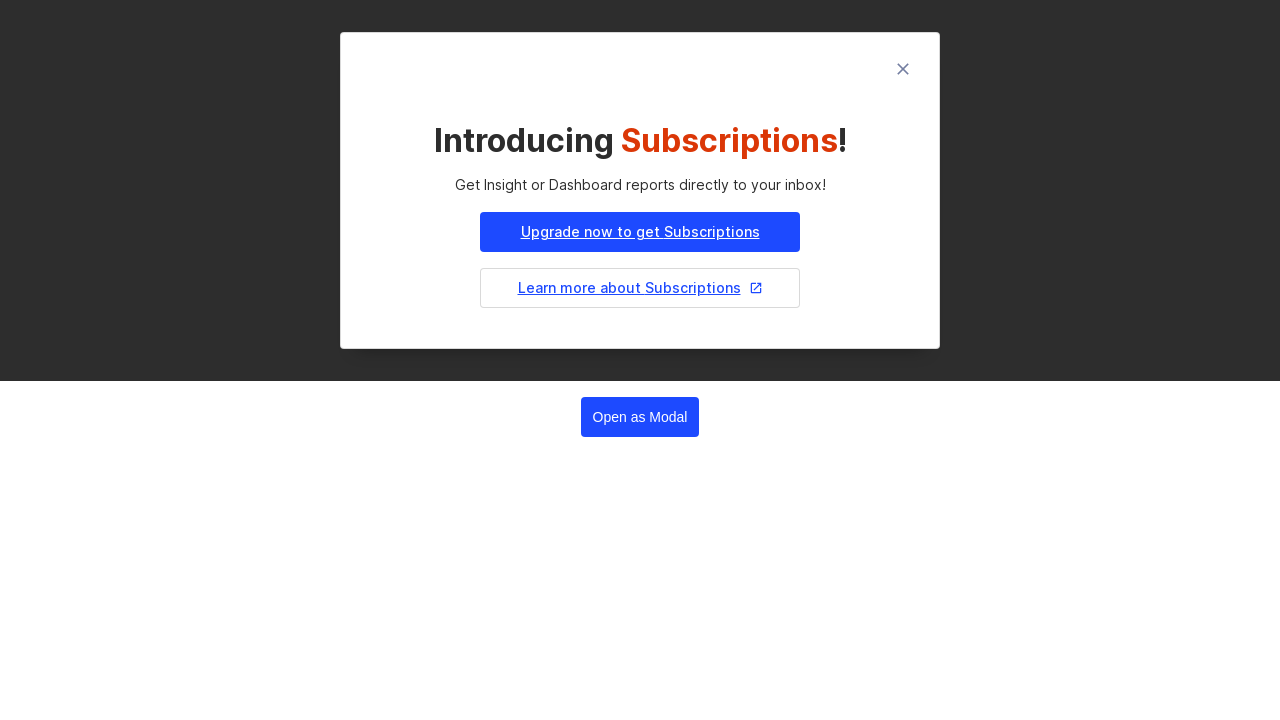 Introducing Subscriptions!
Get Insight or Dashboard reports directly to your inbox!
Upgrade now to get Subscriptions
Learn more about Subscriptions
Open as Modal